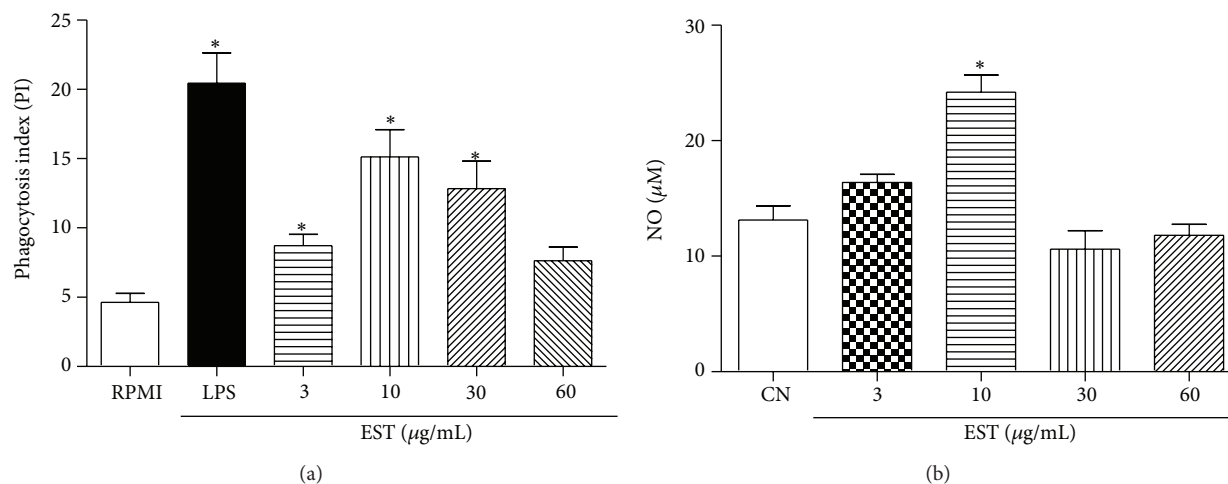 25
20
15
10
5
0
Phagocytosis index (PI)
*
*
*
*
RPMI LPS 3 10 30 60
EST (μg/mL)
(a)
30
20
10
0
NO (μM)
*
CN 3 10 30 60
EST (μg/mL)
(b)